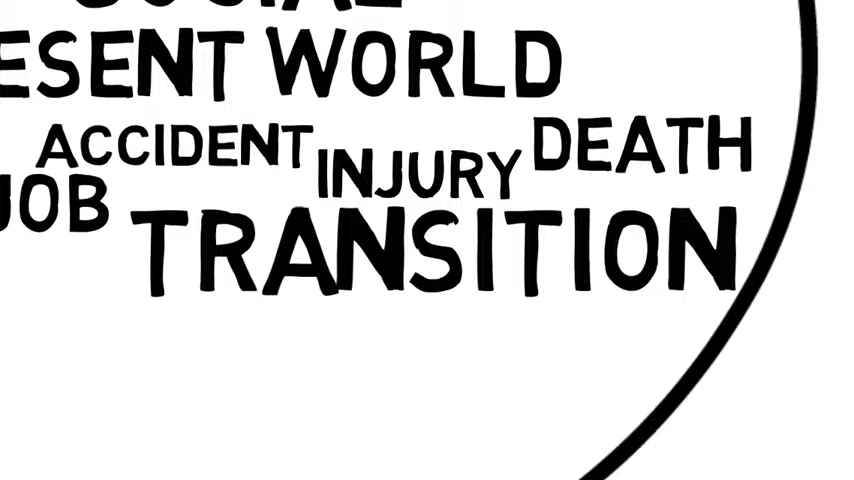 ESENT WORLD
ACCIDENT INJURY DEATH
JOB TRANSITION